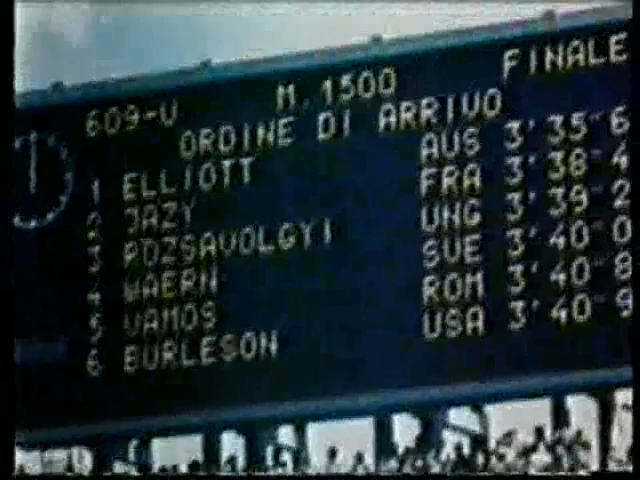 609-U M.1500 FINALE
ORDINE DI ARRIVO
1 ELLIOTT AUS 3'35"6
2 JAZY FRA 3'38"4
3 ROZSAVOLGYI UNG 3'39"2
4 WAERN SUE 3'40"0
5 VAMOS ROM 3'40"8
6 BURLESON USA 3'40"9